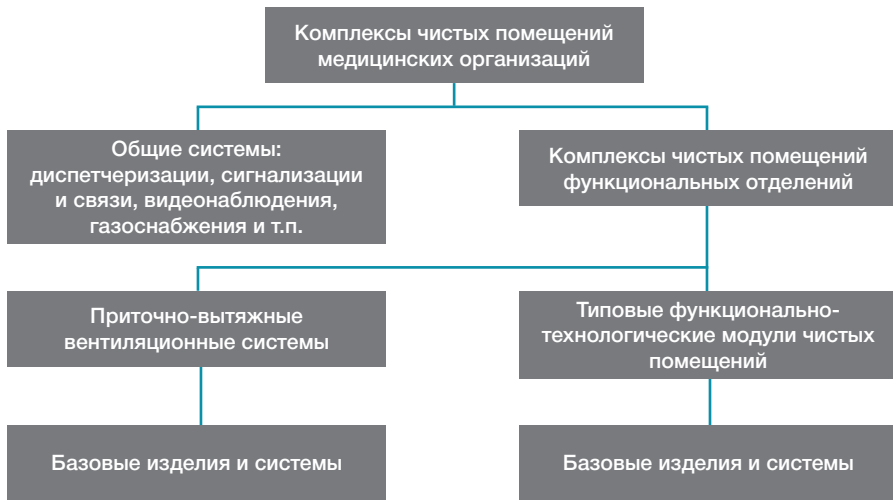 Комплексы чистых помещений
медицинских организаций
Общие системы:
диспетчеризации, сигнализации
и связи, видеонаблюдения,
газоснабжения и т.п.
Комплексы чистых помещений
функциональных отделений
Приточно-вытяжные
вентиляционные системы
Типовые функционально-
технологические модули чистых
помещений
Базовые изделия и системы
Базовые изделия и системы